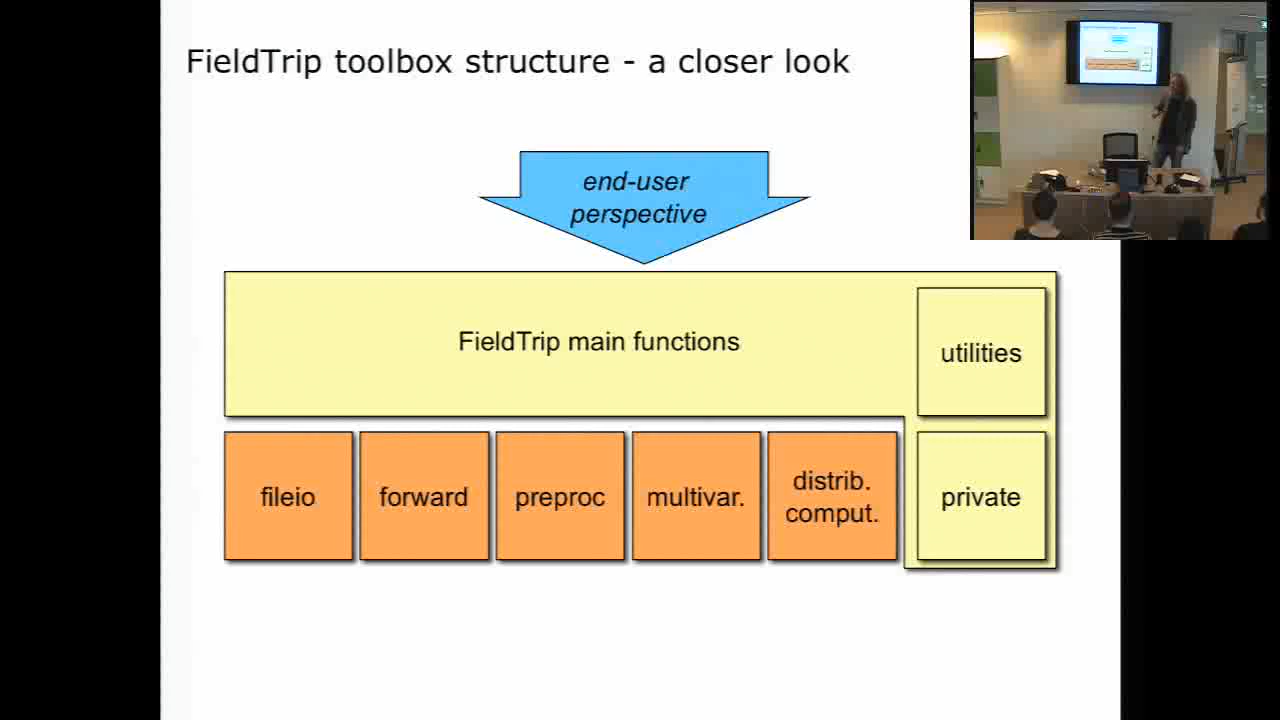 FieldTrip toolbox structure - a closer look
end-user
perspective
FieldTrip main functions
utilities
fileio
forward
preproc
multivar.
distrib.
comput.
private